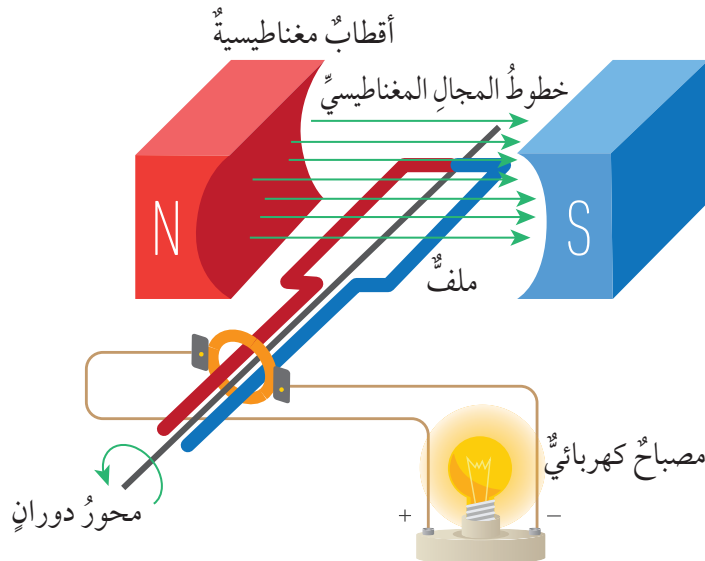 أقطابٌ مغناطيسيةٌ
خطوطُ المجالِ المغناطيسيِّ
N
S
ملفٌّ
مصباحٌ كهربائيٌّ
+
−
محورُ دورانٍ